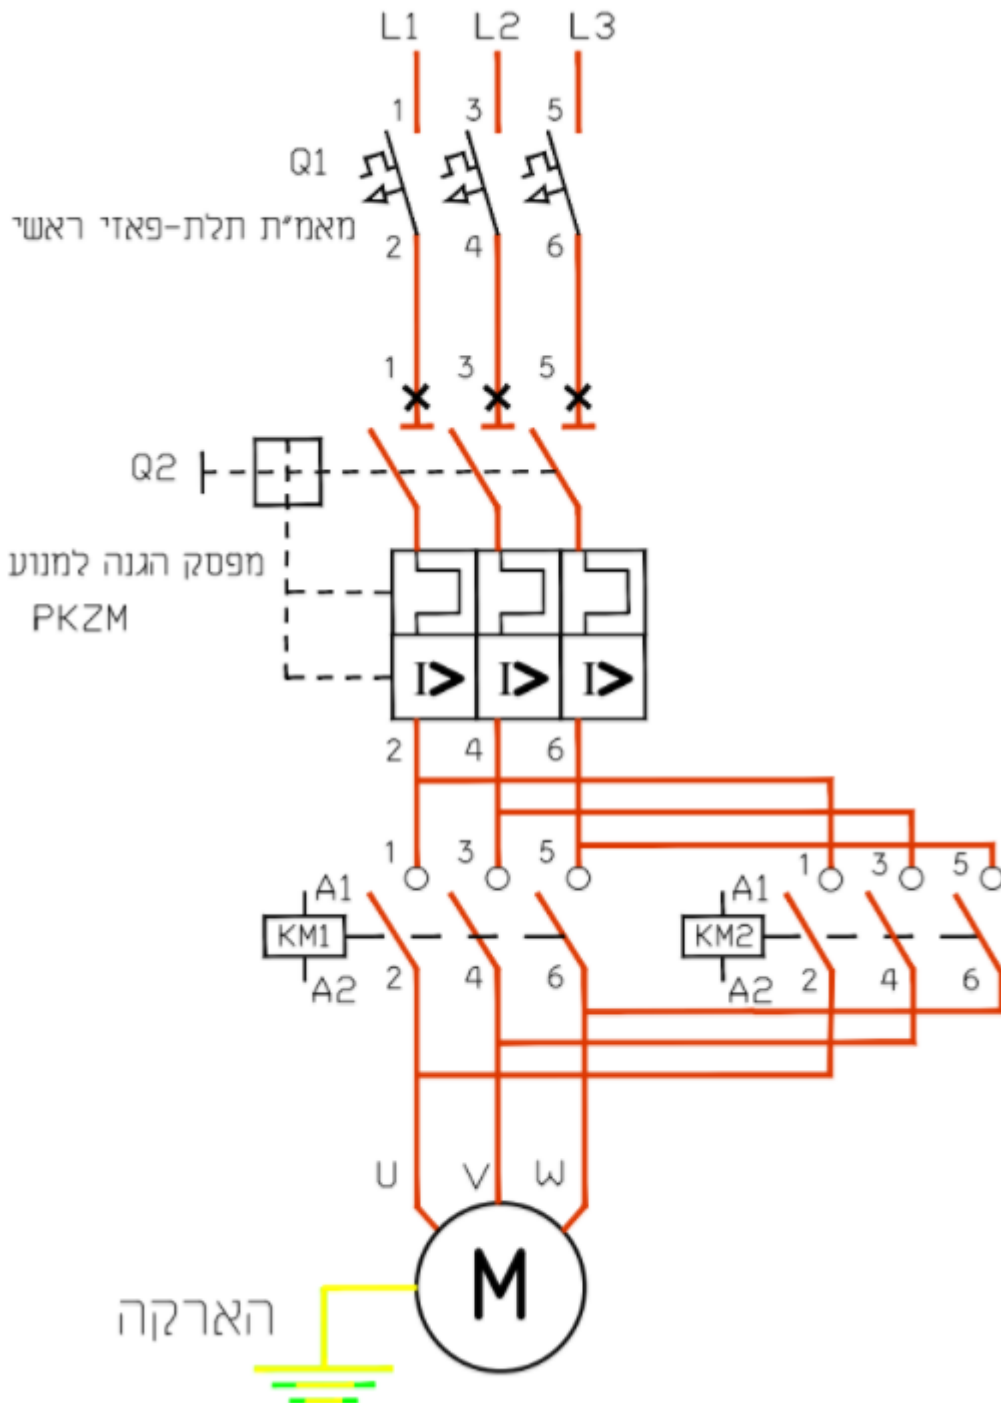 L1 L2 L3
1 3 5
Q1
מאמ״ת תלת-פאזי ראשי
2 4 6
1 3 5
Q2
מפסק הגנה למנוע
PKZM
I> I> I>
2 4 6
1 3 5 1 3 5
A1 A1
KM1 KM2
2 4 6 2 4 6
A2 A2
U V W
M
הארקה